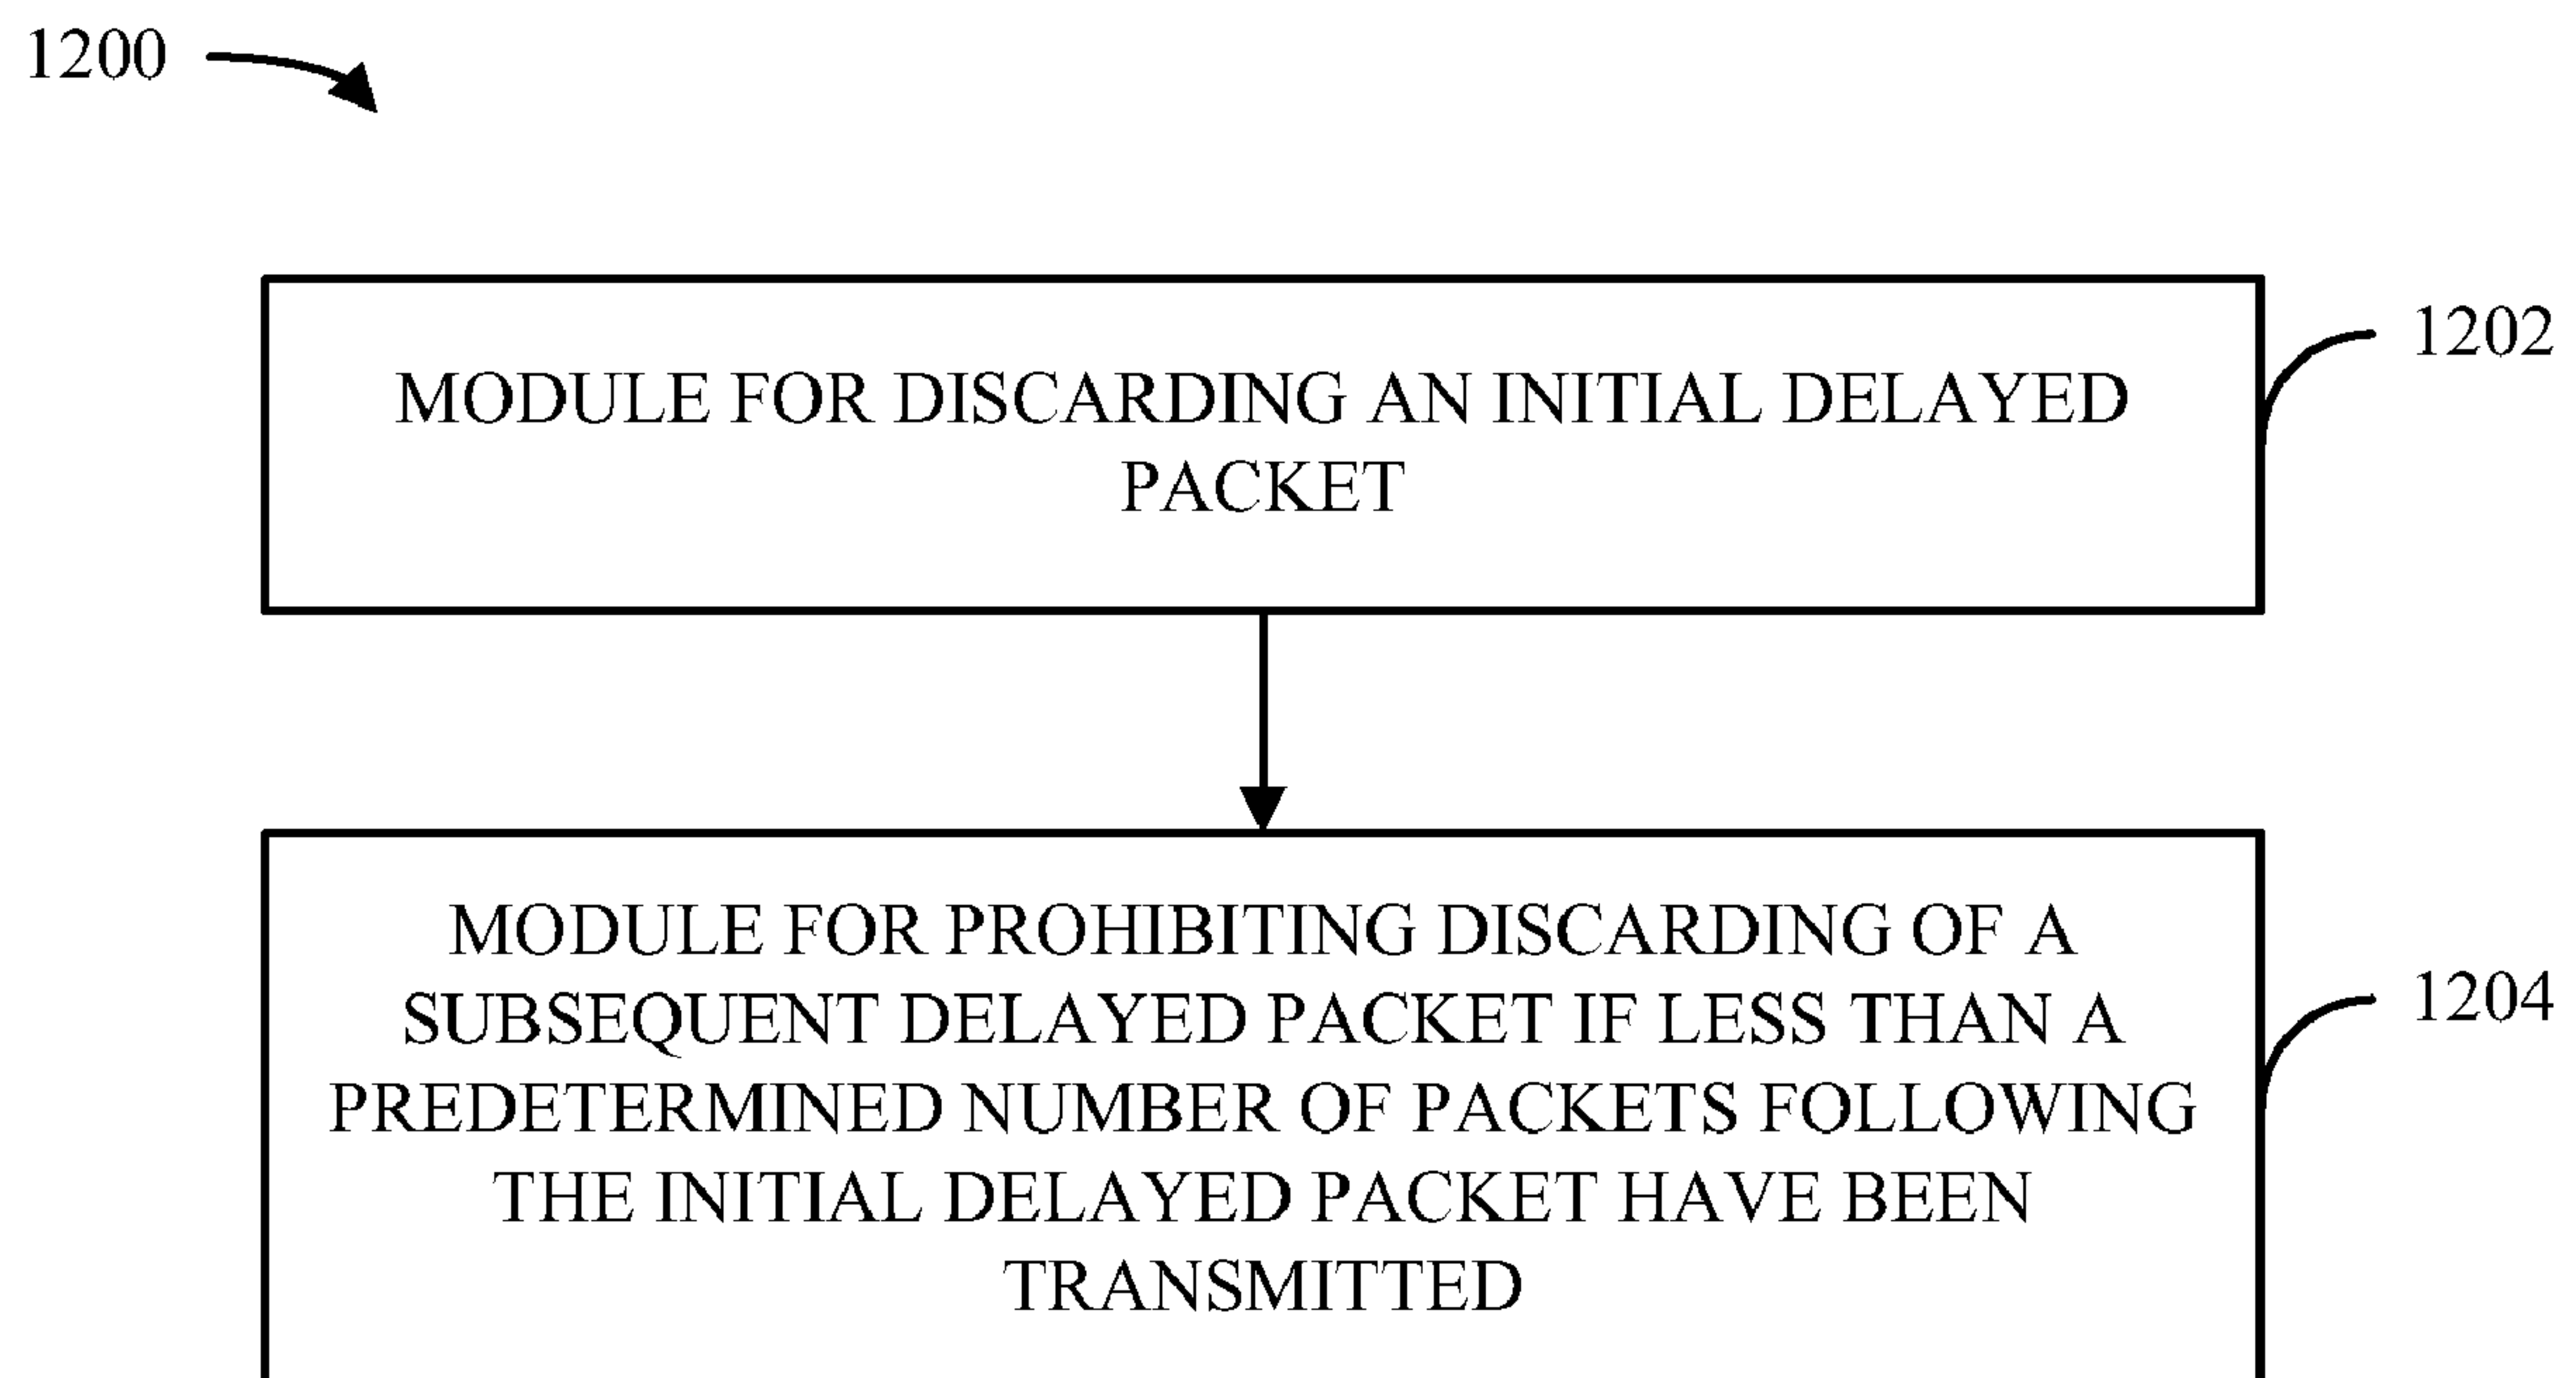 1200
MODULE FOR DISCARDING AN INITIAL DELAYED
PACKET
1202
MODULE FOR PROHIBITING DISCARDING OF A
SUBSEQUENT DELAYED PACKET IF LESS THAN A
PREDETERMINED NUMBER OF PACKETS FOLLOWING
THE INITIAL DELAYED PACKET HAVE BEEN
TRANSMITTED
1204